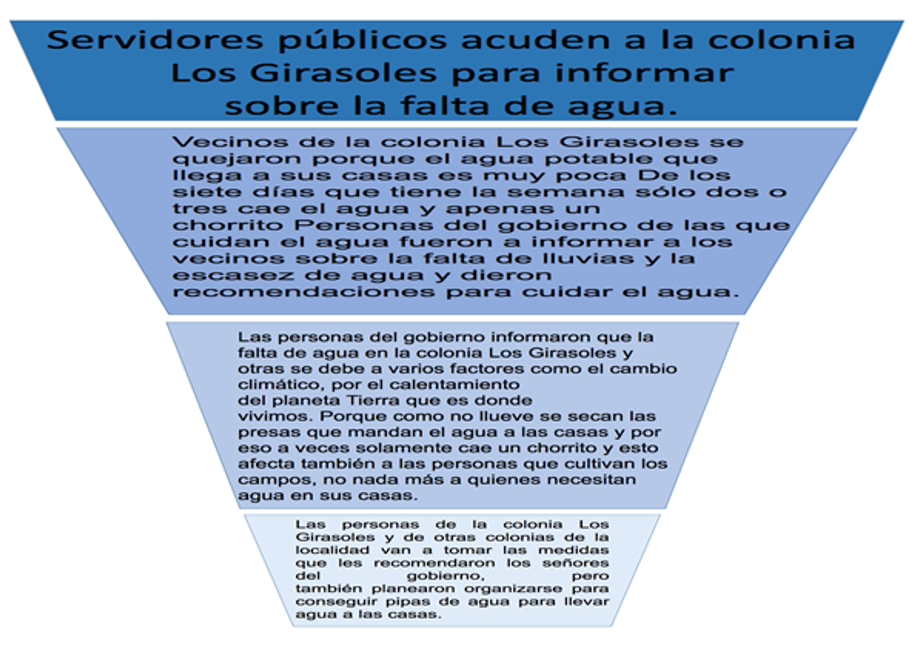 Servidores públicos acuden a la colonia
Los Girasoles para informar
sobre la falta de agua.
Vecinos de la colonia Los Girasoles se
quejaron porque el agua potable que
llega a sus casas es muy poca De los
siete días que tiene la semana sólo dos o
tres cae el agua y apenas un
chorrito Personas del gobierno de las que
cuidan el agua fueron a informar a los
vecinos sobre la falta de lluvias y la
escasez de agua y dieron
recomendaciones para cuidar el agua.
Las personas del gobierno informaron que la
falta de agua en la colonia Los Girasoles y
otras se debe a varios factores como el cambio
climático, por el calentamiento
del planeta Tierra que es donde
vivimos. Porque como no llueve se secan las
presas que mandan el agua a las casas y por
eso a veces solamente cae un chorrito y esto
afecta también a las personas que cultivan los
campos, no nada más a quienes necesitan
agua en sus casas.
Las personas de la colonia Los
Girasoles y de otras colonias de la
localidad van a tomar las medidas
que les recomendaron los señores
del gobierno, pero
también planearon organizarse para
conseguir pipas de agua para llevar
agua a las casas.